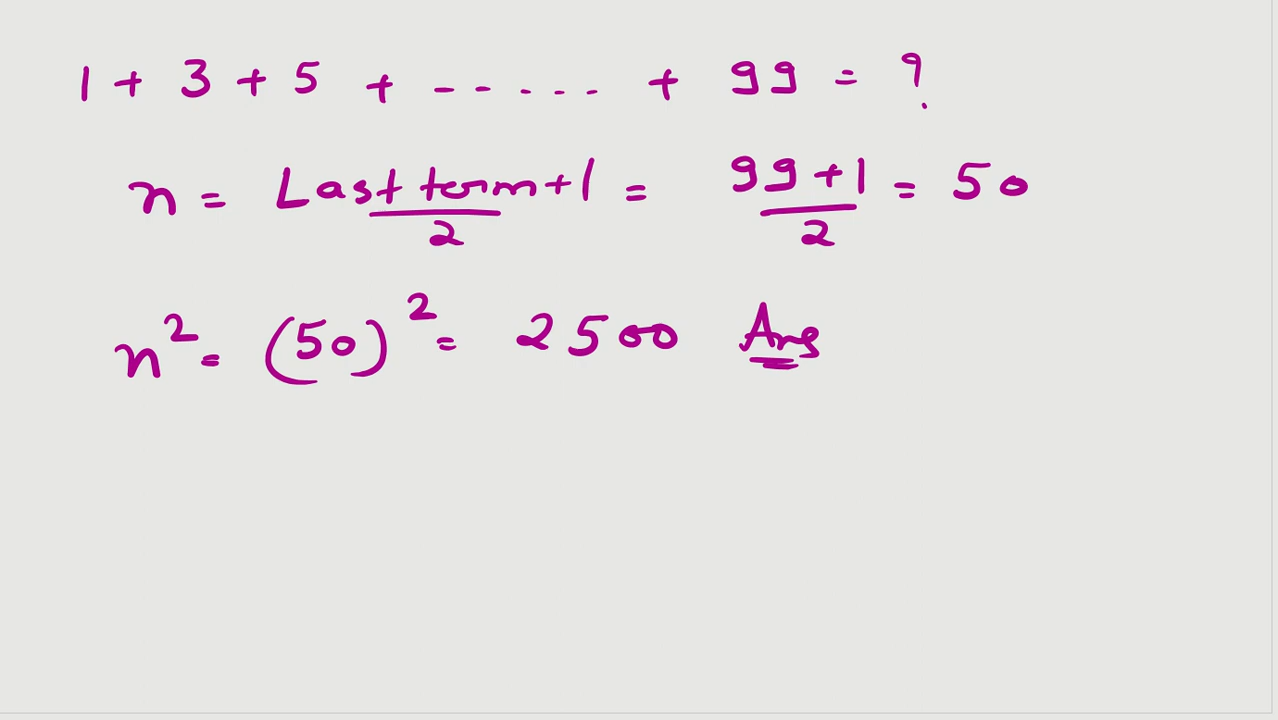 1 + 3 + 5 + ------ + 99 = ?
n = Last term+1/2 = 99+1/2 = 50
n² = (50)² = 2500 Ans